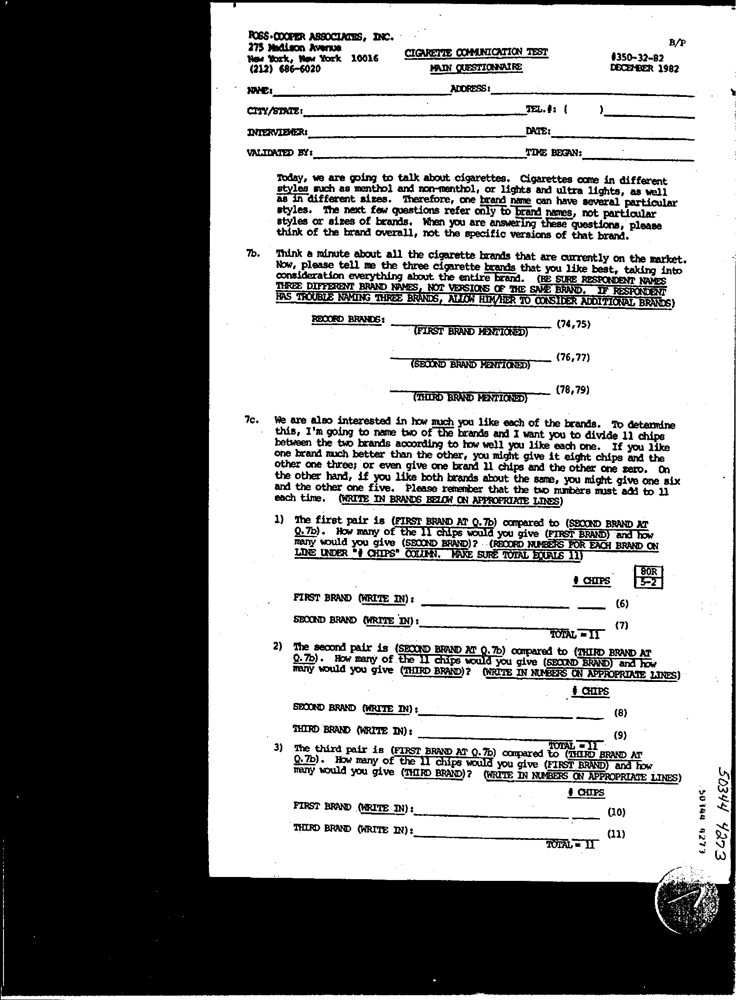 FOSS-COOPER ASSOCIATES, INC.
275 Madison Avenue
New York, New York 10016
(212) 686-6020
CIGARETTE COMMUNICATION TEST
MAIN QUESTIONNAIRE
B/P
#350-32-82
DECEMBER 1982
NAME: ADDRESS:
CITY/STATE: TEL.#: ( )
INTERVIEWER: DATE:
VALIDATED BY: TIME BEGAN:
Today, we are going to talk about cigarettes. Cigarettes come in different
styles such as menthol and non-menthol, or lights and ultra lights, as well
as in different sizes. Therefore, one brand name can have several particular
styles. The next few questions refer only to brand names, not particular
styles or sizes of brands. When you are answering these questions, please
think of the brand overall, not the specific versions of that brand.
7b. Think a minute about all the cigarette brands that are currently on the market.
Now, please tell me the three cigarette brands that you like best, taking into
consideration everything about the entire brand. (BE SURE RESPONDENT NAMES
THREE DIFFERENT BRAND NAMES, NOT VERSIONS OF THE SAME BRAND. IF RESPONDENT
HAS TROUBLE NAMING THREE BRANDS, ALLOW HIM/HER TO CONSIDER ADDITIONAL BRANDS)
RECORD BRANDS: (74,75)
(FIRST BRAND MENTIONED)
(76,77)
(SECOND BRAND MENTIONED)
(78,79)
(THIRD BRAND MENTIONED)
7c. We are also interested in how much you like each of the brands. To determine
this, I'm going to name two of the brands and I want you to divide 11 chips
between the two brands according to how well you like each one. If you like
one brand much better than the other, you might give it eight chips and the
other one three; or even give one brand 11 chips and the other one zero. On
the other hand, if you like both brands about the same, you might give one six
and the other one five. Please remember that the two numbers must add to 11
each time. (WRITE IN BRANDS BELOW ON APPROPRIATE LINES)
1) The first pair is (FIRST BRAND AT Q.7b) compared to (SECOND BRAND AT
Q.7b). How many of the 11 chips would you give (FIRST BRAND) and how
many would you give (SECOND BRAND)? (RECORD NUMBERS FOR EACH BRAND ON
LINE UNDER "# CHIPS" COLUMN. MAKE SURE TOTAL EQUALS 11)
80R
# CHIPS 5-2
FIRST BRAND (WRITE IN): (6)
SECOND BRAND (WRITE IN): (7)
TOTAL = 11
2) The second pair is (SECOND BRAND AT Q.7b) compared to (THIRD BRAND AT
Q.7b). How many of the 11 chips would you give (SECOND BRAND) and how
many would you give (THIRD BRAND)? (WRITE IN NUMBERS ON APPROPRIATE LINES)
# CHIPS
SECOND BRAND (WRITE IN): (8)
THIRD BRAND (WRITE IN): (9)
TOTAL = 11
3) The third pair is (FIRST BRAND AT Q.7b) compared to (THIRD BRAND AT
Q.7b). How many of the 11 chips would you give (FIRST BRAND) and how
many would you give (THIRD BRAND)? (WRITE IN NUMBERS ON APPROPRIATE LINES)
# CHIPS
FIRST BRAND (WRITE IN): (10)
THIRD BRAND (WRITE IN): (11)
TOTAL = 11
50344 4273
50344 4273